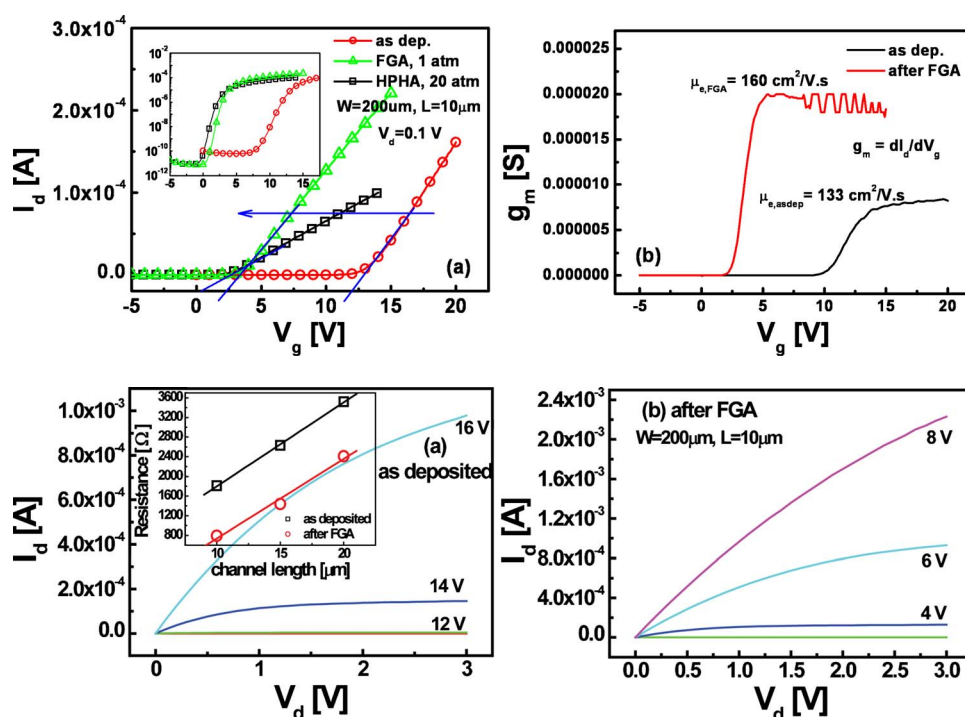 3.0x10⁻⁴
2.0x10⁻⁴
1.0x10⁻⁴
0.0
I_d [A]
10⁻²
10⁻⁴
10⁻⁶
10⁻⁸
10⁻¹⁰
10⁻¹²
-5 0 5 10 15
as dep.
FGA, 1 atm
HPHA, 20 atm
W=200um, L=10μm
V_d=0.1 V
(a)
-5 0 5 10 15 20
V_g [V]
0.000025
0.000020
0.000015
0.000010
0.000005
0.000000
g_m [S]
as dep.
after FGA
μ_e,FGA = 160 cm²/V.s
g_m = dI_d/dV_g
μ_e,asdep = 133 cm²/V.s
(b)
-5 0 5 10 15 20
V_g [V]
1.0x10⁻³
8.0x10⁻⁴
6.0x10⁻⁴
4.0x10⁻⁴
2.0x10⁻⁴
0.0
I_d [A]
3600
3200
2800
2400
2000
1600
1200
800
Resistance [Ω]
as deposited
after FGA
10 15 20
channel length [μm]
16 V
(a)
as deposited
14 V
12 V
0 1 2 3
V_d [V]
2.4x10⁻³
2.0x10⁻³
1.6x10⁻³
1.2x10⁻³
8.0x10⁻⁴
4.0x10⁻⁴
0.0
I_d [A]
(b) after FGA
W=200μm, L=10μm
8 V
6 V
4 V
0.0 0.5 1.0 1.5 2.0 2.5 3.0
V_d [V]